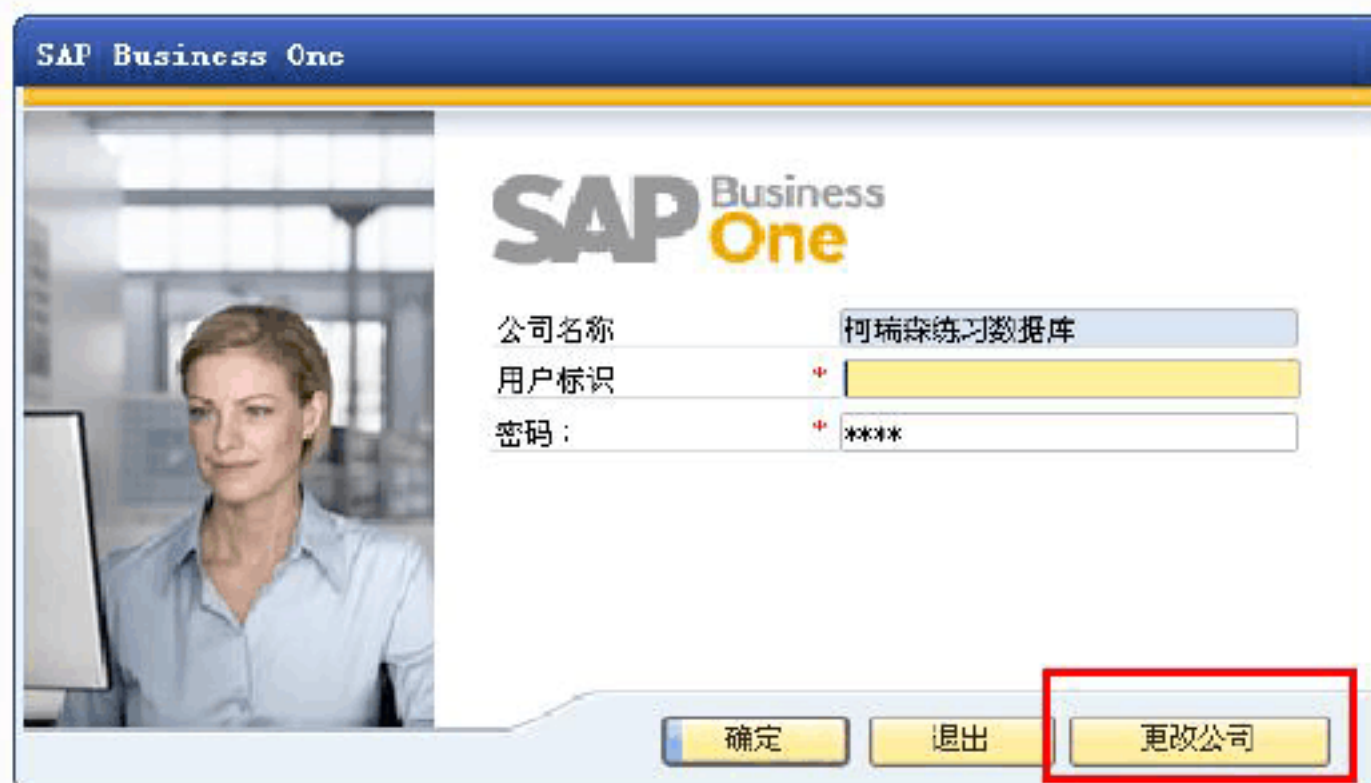 SAP Business One
SAP Business One
公司名称 柯瑞森练习数据库
用户标识 *
密码： * ****
确定 退出 更改公司